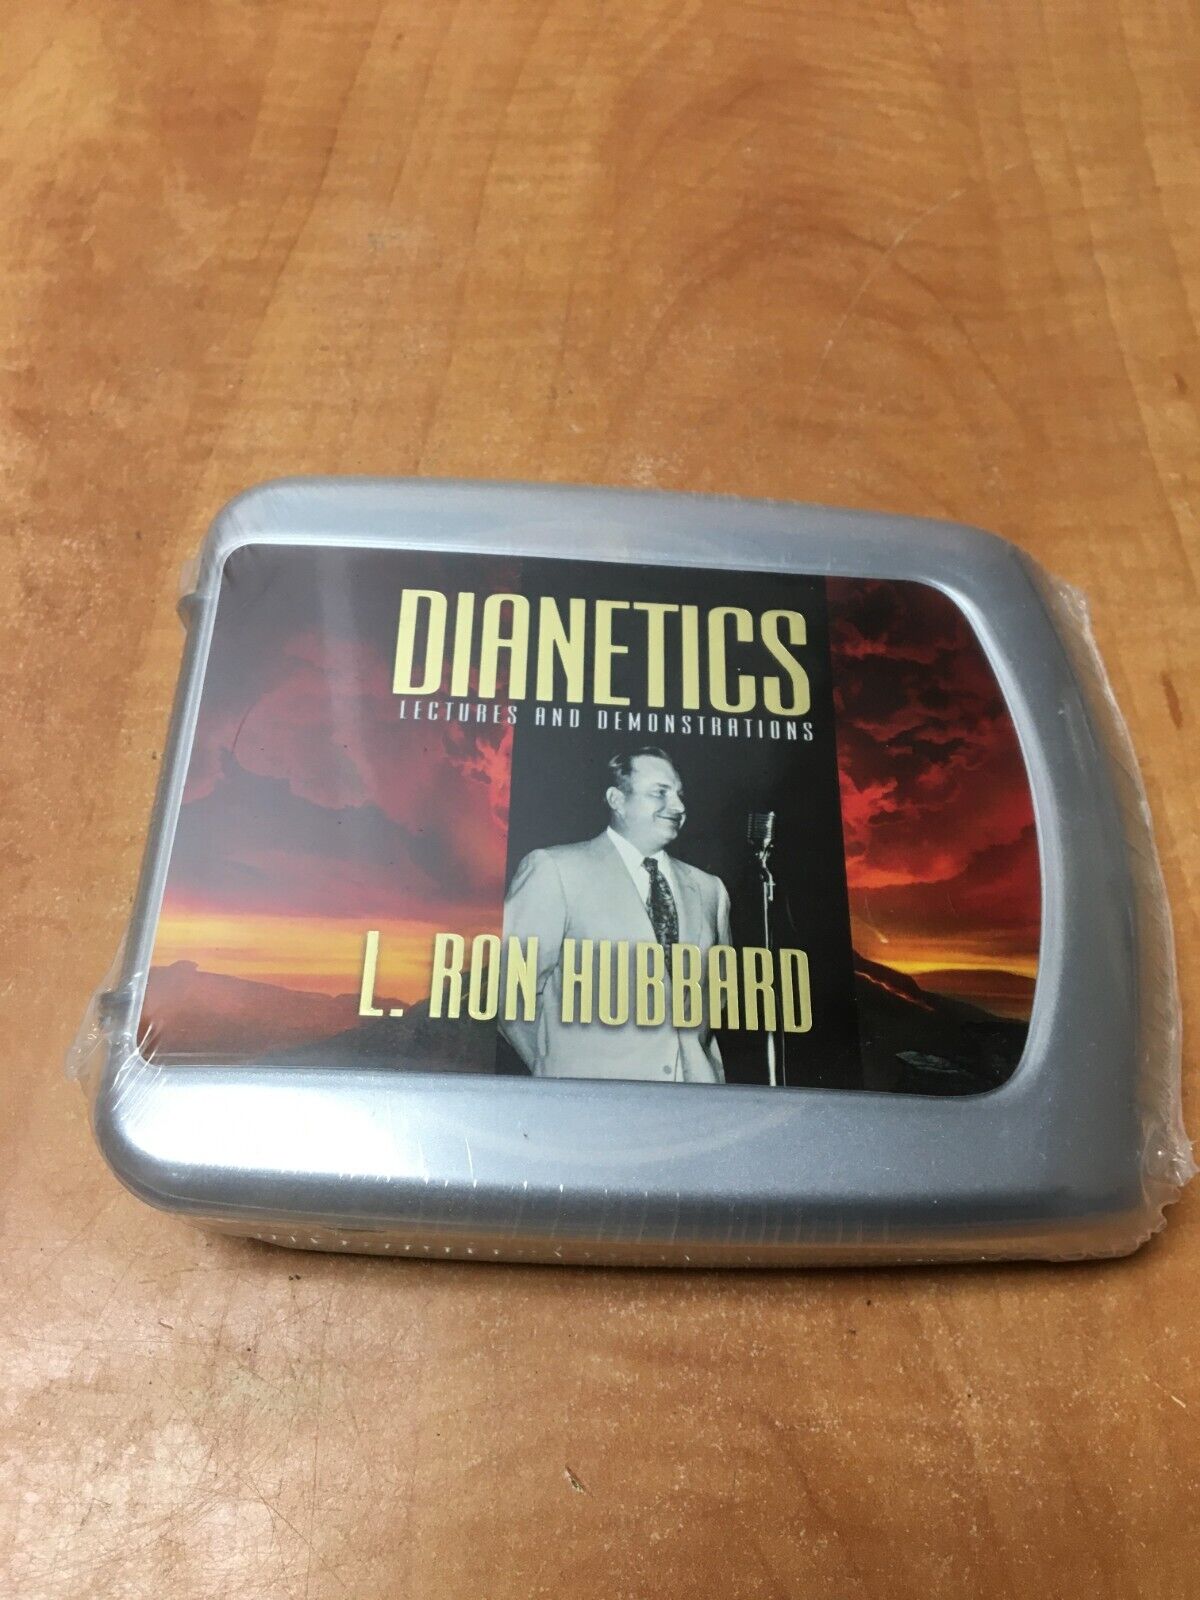 DIANETICS
LECTURES AND DEMONSTRATIONS
L. RON HUBBARD